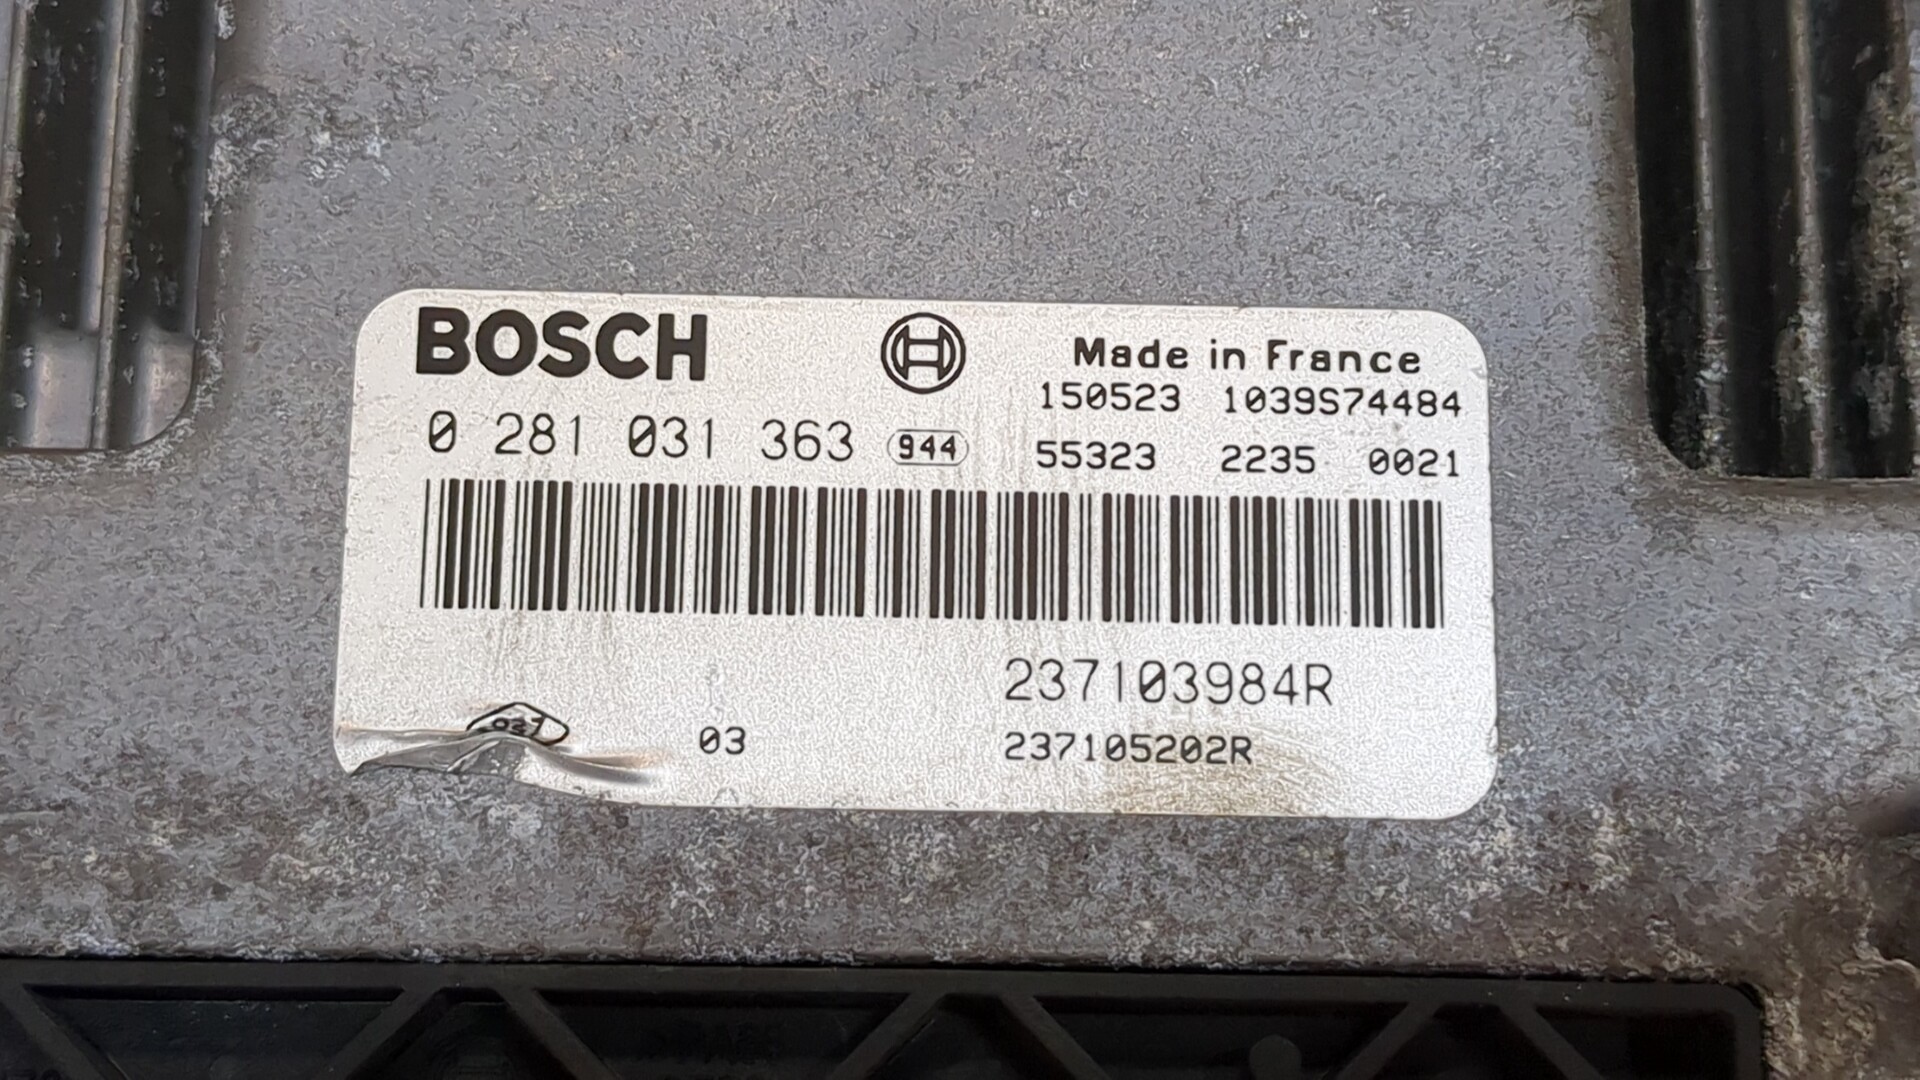 BOSCH
Made in France
150523 1039S74484
0 281 031 363 944
55323 2235 0021
237103984R
03
237105202R